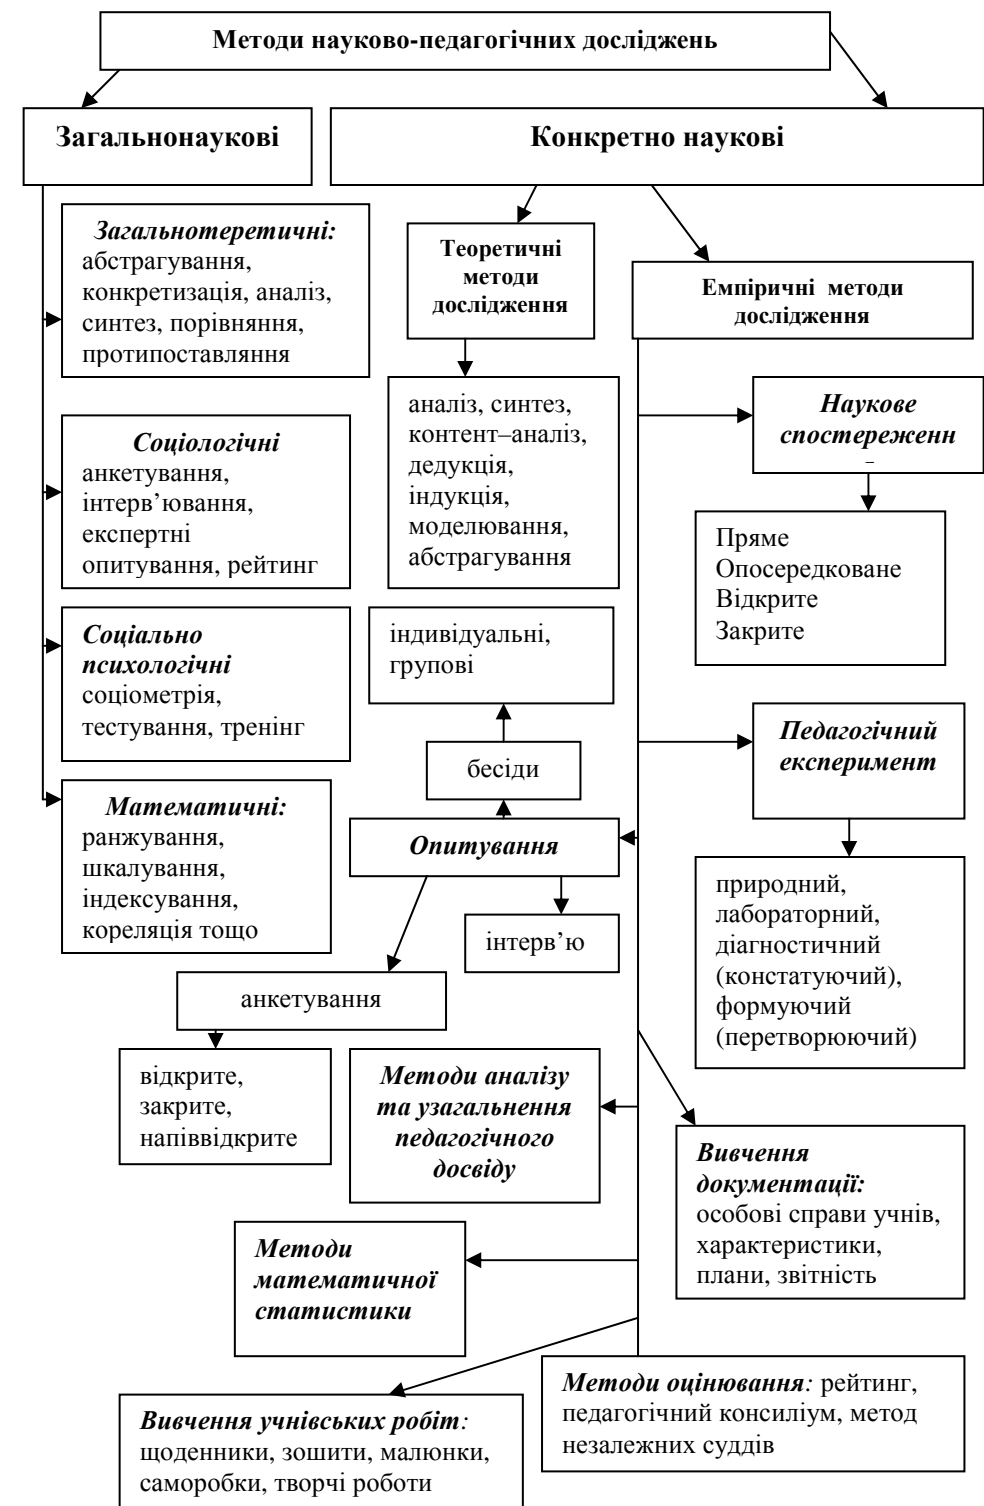 Методи науково-педагогічних досліджень
Загальнонаукові
Конкретно наукові
Загальнотеретичні:
абстрагування,
конкретизація, аналіз,
синтез, порівняння,
протипоставляння
Соціологічні
анкетування,
інтерв’ювання,
експертні
опитування, рейтинг
Соціально
психологічні
соціометрія,
тестування, тренінг
Математичні:
ранжування,
шкалування,
індексування,
кореляція тощо
Теоретичні
методи
дослідження
аналіз, синтез,
контент–аналіз,
дедукція,
індукція,
моделювання,
абстрагування
Емпіричні методи
дослідження
Наукове
спостереженн
Пряме
Опосередковане
Відкрите
Закрите
індивідуальні,
групові
бесіди
Опитування
інтерв’ю
анкетування
відкрите,
закрите,
напіввідкрите
Педагогічний
експеримент
природний,
лабораторний,
діагностичний
(констатуючий),
формуючий
(перетворюючий)
Методи аналізу
та узагальнення
педагогічного
досвіду
Вивчення
документації:
особові справи учнів,
характеристики,
плани, звітність
Методи
математичної
статистики
Методи оцінювання: рейтинг,
педагогічний консиліум, метод
незалежних суддів
Вивчення учнівських робіт:
щоденники, зошити, малюнки,
саморобки, творчі роботи